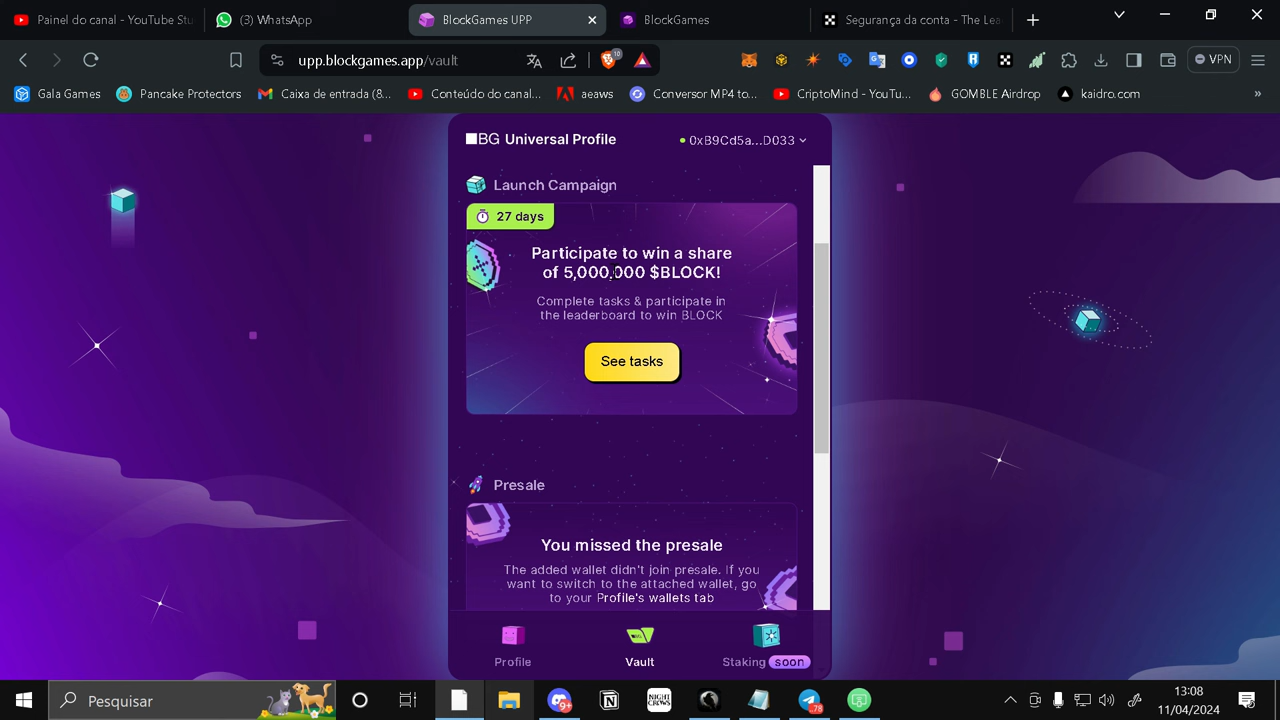 Painel do canal - YouTube Stu
(3) WhatsApp
BlockGames UPP
BlockGames
Segurança da conta - The Lea
upp.blockgames.app/vault
10
VPN
Gala Games
Pancake Protectors
Caixa de entrada (8...
Conteúdo do canal...
aeaws
Conversor MP4 to...
CriptoMind - YouTu...
GOMBLE Airdrop
kaidro.com
»
BG Universal Profile
0xB9Cd5a...D033
Launch Campaign
27 days
Participate to win a share
of 5,000,000 $BLOCK!
Complete tasks & participate in
the leaderboard to win BLOCK
See tasks
Presale
You missed the presale
The added wallet didn't join presale. If you
want to switch to the attached wallet, go
to your Profile's wallets tab
Profile
Vault
Staking soon
Pesquisar
9+
NIGHT
CROWS
78
13:08
11/04/2024